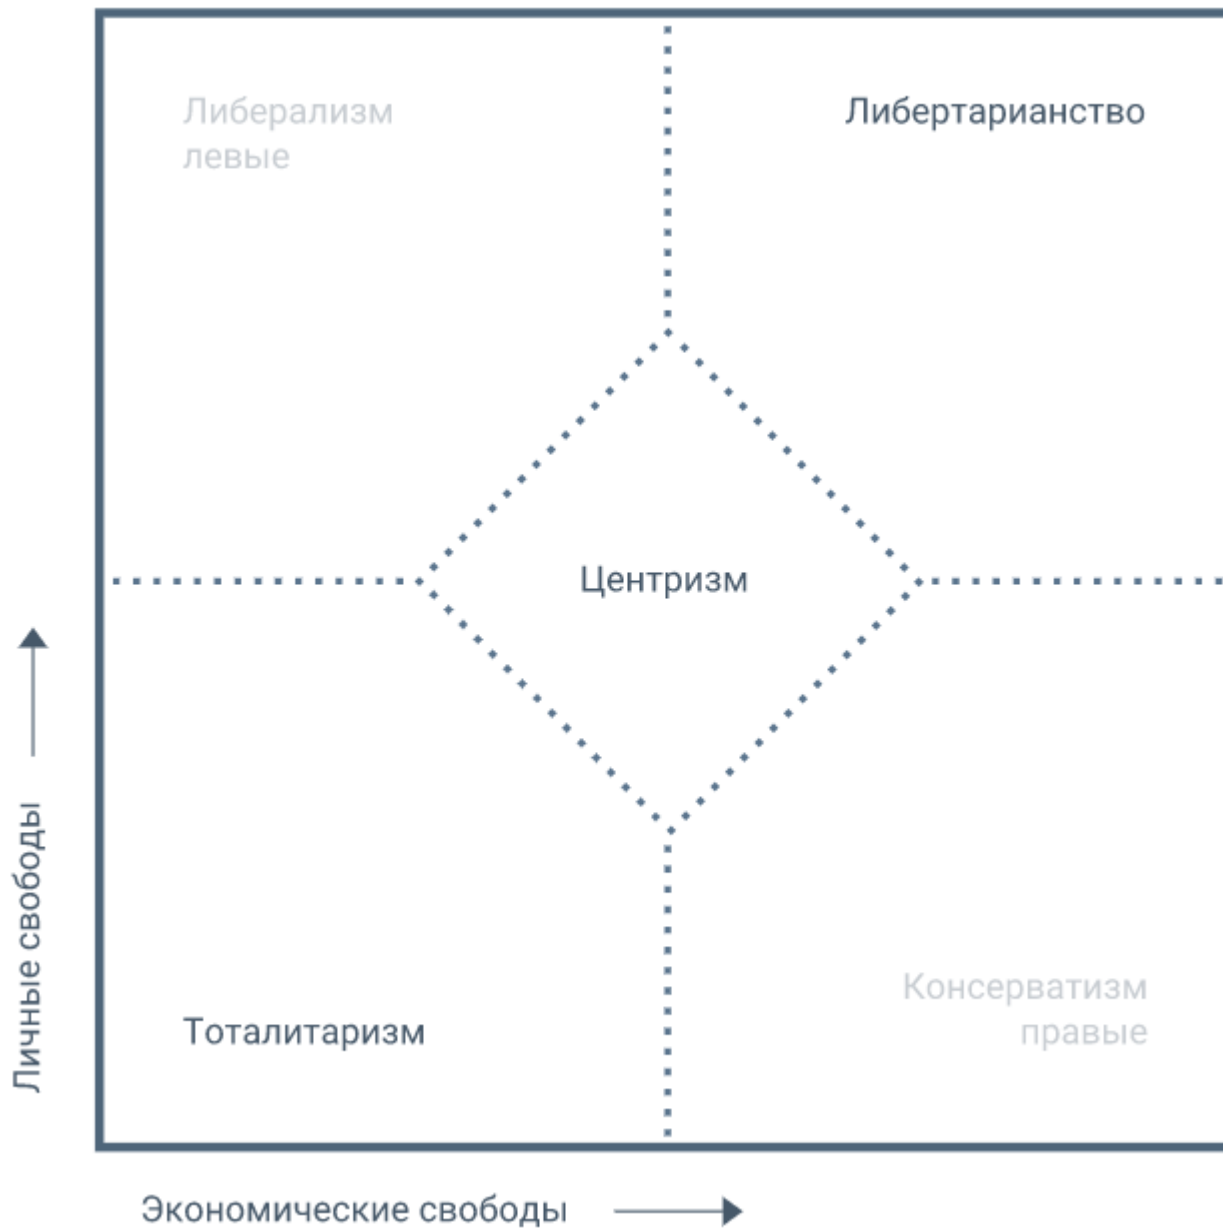 Либерализм
левые
Либертарианство
Центризм
Личные свободы
Тоталитаризм
Консерватизм
правые
Экономические свободы